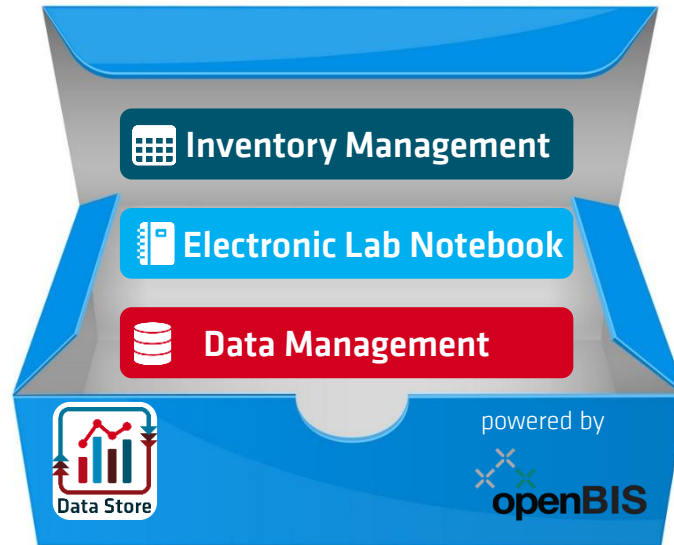 Inventory Management
Electronic Lab Notebook
Data Management
powered by
openBIS
Data Store